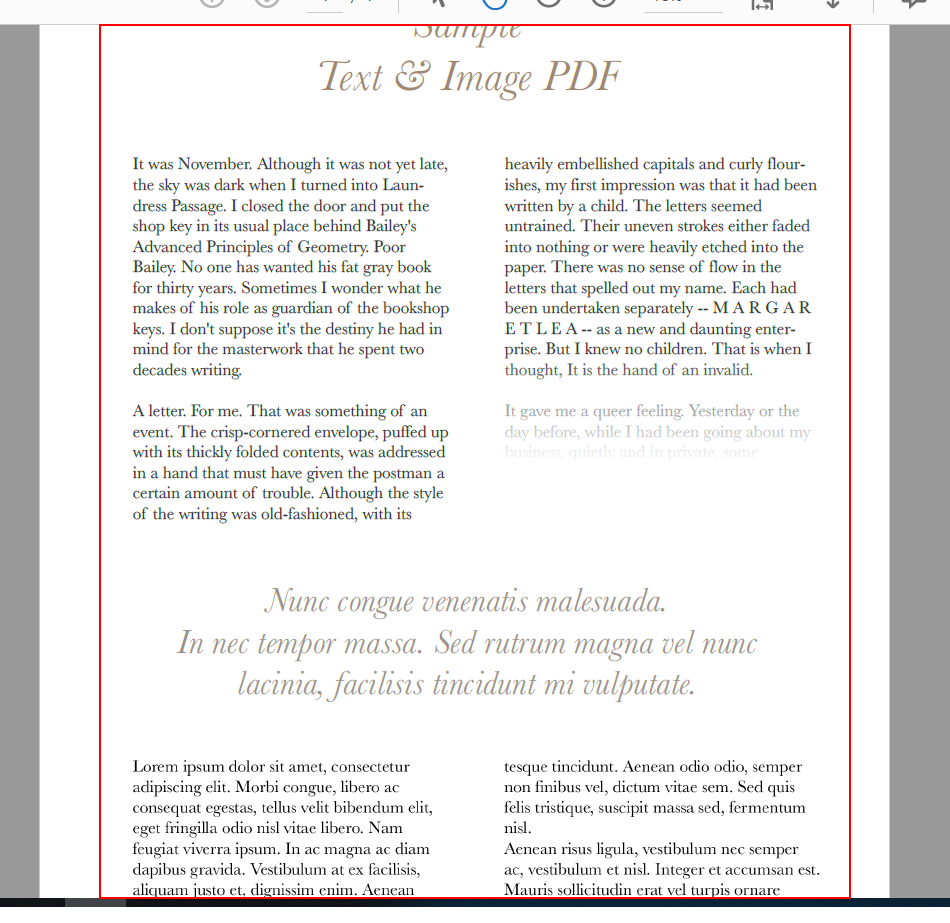 Sample
Text & Image PDF
It was November. Although it was not yet late,
the sky was dark when I turned into Laun-
dress Passage. I closed the door and put the
shop key in its usual place behind Bailey's
Advanced Principles of Geometry. Poor
Bailey. No one has wanted his fat gray book
for thirty years. Sometimes I wonder what he
makes of his role as guardian of the bookshop
keys. I don't suppose it's the destiny he had in
mind for the masterwork that he spent two
decades writing.
A letter. For me. That was something of an
event. The crisp-cornered envelope, puffed up
with its thickly folded contents, was addressed
in a hand that must have given the postman a
certain amount of trouble. Although the style
of the writing was old-fashioned, with its
heavily embellished capitals and curly flour-
ishes, my first impression was that it had been
written by a child. The letters seemed
untrained. Their uneven strokes either faded
into nothing or were heavily etched into the
paper. There was no sense of flow in the
letters that spelled out my name. Each had
been undertaken separately -- M A R G A R
E T L E A -- as a new and daunting enter-
prise. But I knew no children. That is when I
thought, It is the hand of an invalid.
It gave me a queer feeling. Yesterday or the
day before, while I had been going about my
business, quietly and in private, some
Nunc congue venenatis malesuada.
In nec tempor massa. Sed rutrum magna vel nunc
lacinia, facilisis tincidunt mi vulputate.
Lorem ipsum dolor sit amet, consectetur
adipiscing elit. Morbi congue, libero ac
consequat egestas, tellus velit bibendum elit,
eget fringilla odio nisl vitae libero. Nam
feugiat viverra ipsum. In ac magna ac diam
dapibus gravida. Vestibulum at ex facilisis,
aliquam justo et, dignissim enim. Aenean
tesque tincidunt. Aenean odio odio, semper
non finibus vel, dictum vitae sem. Sed quis
felis tristique, suscipit massa sed, fermentum
nisl.
Aenean risus ligula, vestibulum nec semper
ac, vestibulum et nisl. Integer et accumsan est.
Mauris sollicitudin erat vel turpis ornare